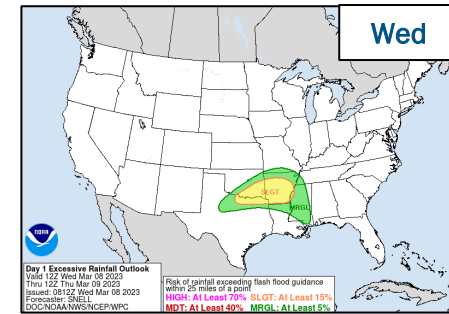 Wed
SLGT
MRGL
NOAA
Day 1 Excessive Rainfall Outlook
Valid 12Z Wed Mar 08 2023
Thru 12Z Thu Mar 09 2023
Issued: 0812Z Wed Mar 08 2023
Forecaster: SNELL
DOC/NOAA/NWS/NCEP/WPC
Risk of rainfall exceeding flash flood guidance
within 25 miles of a point
HIGH: At Least 70% SLGT: At Least 15%
MDT: At Least 40% MRGL: At Least 5%